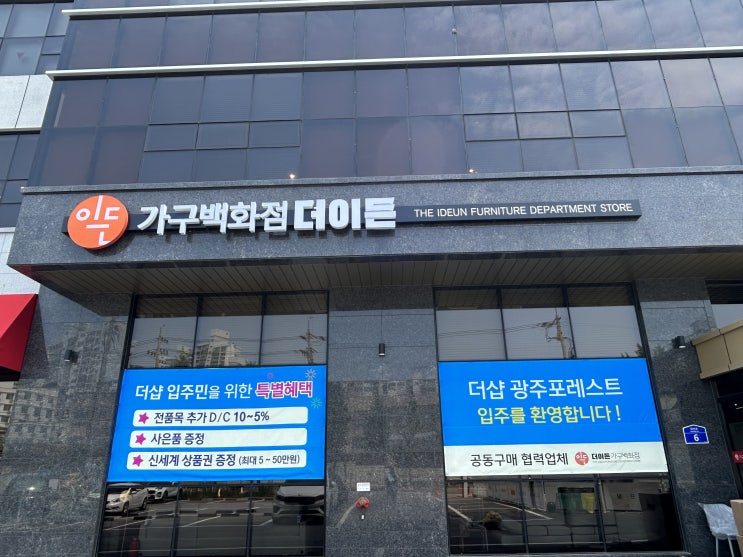 이든 가구백화점 더이든 THE IDEUN FURNITURE DEPARTMENT STORE
더샵 입주민을 위한 특별혜택
전품목 추가 D/C 10~5%
사은품 증정
신세계 상품권 증정 (최대 5~50만원)
더샵 광주포레스트
입주를 환영합니다!
공동구매 협력업체 이든 더이든가구백화점
6